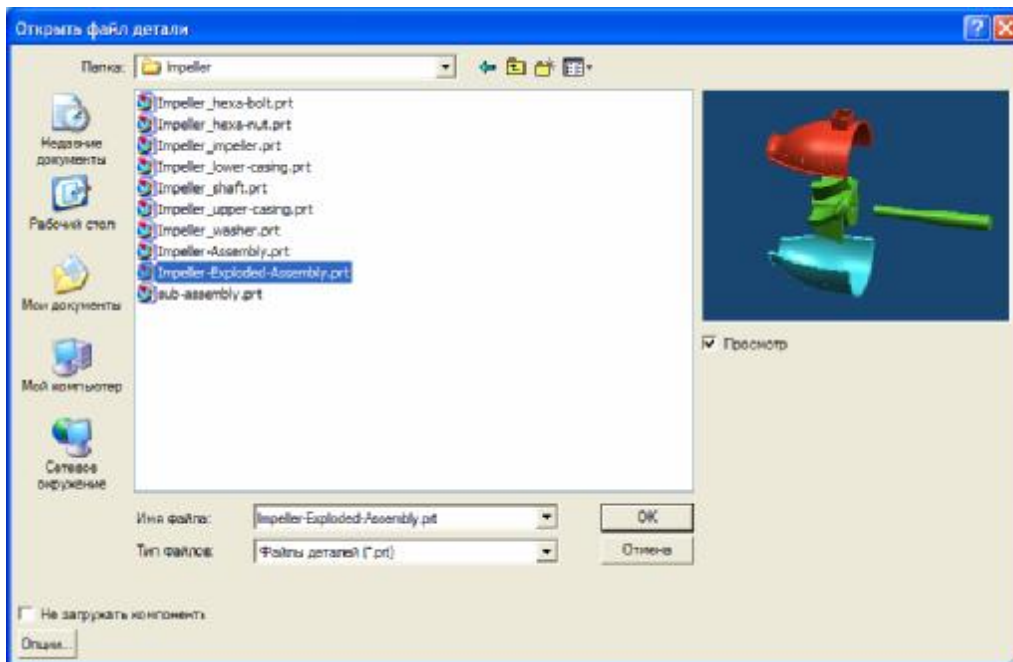 Открыть файл детали
Папка: Impeller
Impeller_hexa-bolt.prt
Impeller_hexa-nut.prt
Impeller_impeller.prt
Impeller_lower-casing.prt
Impeller_shaft.prt
Impeller_upper-casing.prt
Impeller_washer.prt
Impeller-Assembly.prt
Impeller-Exploded-Assembly.prt
sub-assembly.prt
Недавние документы
Рабочий стол
Мои документы
Мой компьютер
Сетевое окружение
Просмотр
Имя файла: Impeller-Exploded-Assembly.prt OK
Тип файлов: Файлы деталей (*.prt) Отмена
Не загружать компоненты
Опции...